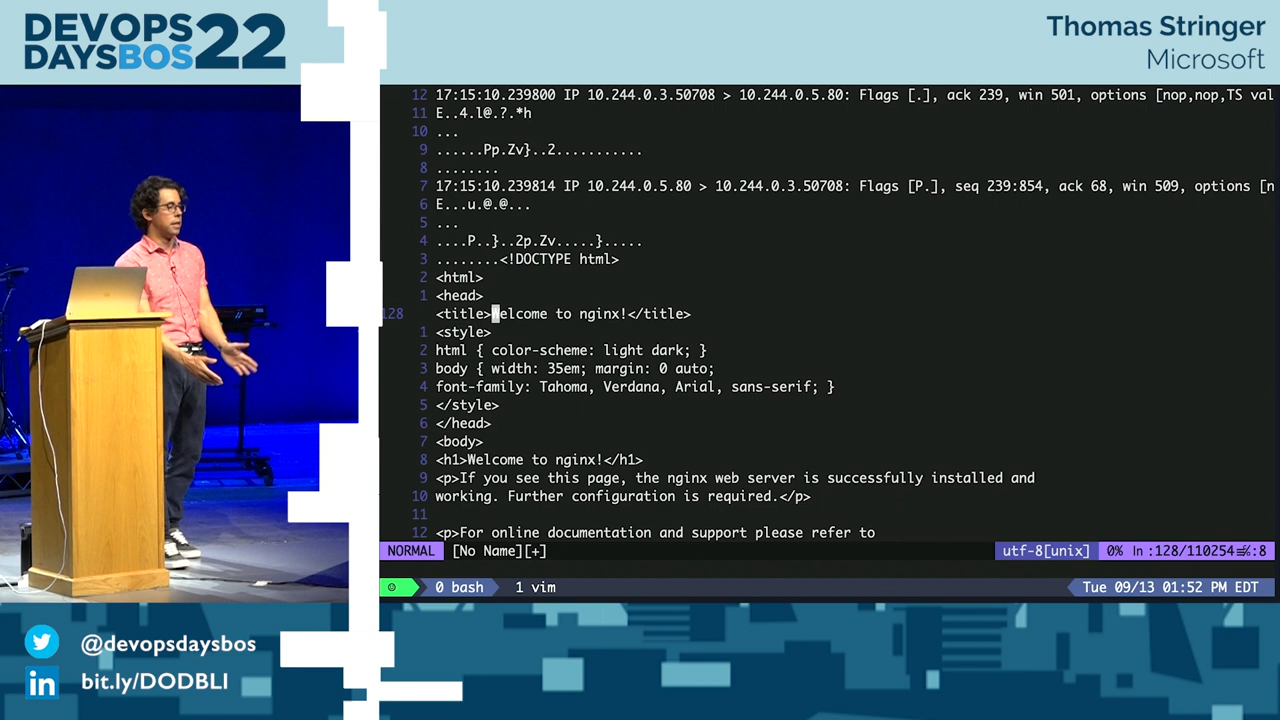 DEVOPS
DAYSBOS22
Thomas Stringer
Microsoft
12 17:15:10.239800 IP 10.244.0.3.50708 > 10.244.0.5.80: Flags [.], ack 239, win 501, options [nop,nop,TS val
11 E..4.l@.?.*h
10 ...
9 ......Pp.Zv}..2...........
8 ........
7 17:15:10.239814 IP 10.244.0.5.80 > 10.244.0.3.50708: Flags [P.], seq 239:854, ack 68, win 509, options [n
6 E...u.@.@...
5 ...
4 ....P..}..2p.Zv.....}.....
3 ........<!DOCTYPE html>
2 <html>
1 <head>
128 <title>Welcome to nginx!</title>
1 <style>
2 html { color-scheme: light dark; }
3 body { width: 35em; margin: 0 auto;
4 font-family: Tahoma, Verdana, Arial, sans-serif; }
5 </style>
6 </head>
7 <body>
8 <h1>Welcome to nginx!</h1>
9 <p>If you see this page, the nginx web server is successfully installed and
10 working. Further configuration is required.</p>
11
12 <p>For online documentation and support please refer to
NORMAL [No Name][+] utf-8[unix] 0% ln :128/110254
0 bash 1 vim Tue 09/13 01:52 PM EDT
@devopsdaysbos
in bit.ly/DODBLI